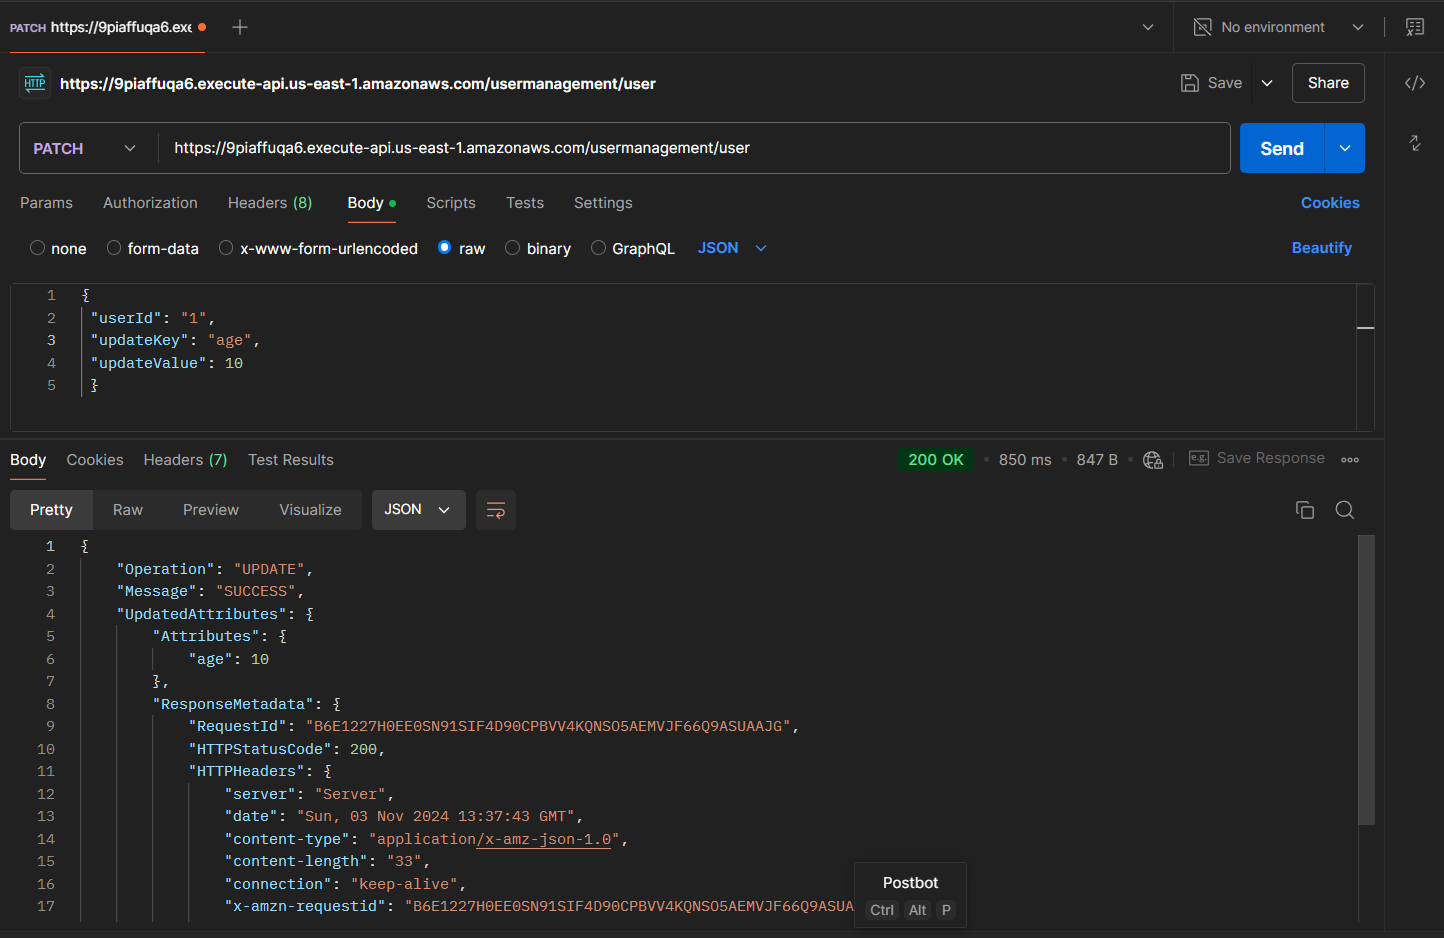 PATCH https://9piaffuqa6.exe
No environment
HTTP https://9piaffuqa6.execute-api.us-east-1.amazonaws.com/usermanagement/user
Save
Share
PATCH https://9piaffuqa6.execute-api.us-east-1.amazonaws.com/usermanagement/user
Send
Params Authorization Headers (8) Body Scripts Tests Settings Cookies
none form-data x-www-form-urlencoded raw binary GraphQL JSON Beautify
1 {
2 "userId": "1",
3 "updateKey": "age",
4 "updateValue": 10
5 }
Body Cookies Headers (7) Test Results 200 OK • 850 ms • 847 B • e.g. Save Response
Pretty Raw Preview Visualize JSON
1 {
2 "Operation": "UPDATE",
3 "Message": "SUCCESS",
4 "UpdatedAttributes": {
5 "Attributes": {
6 "age": 10
7 },
8 "ResponseMetadata": {
9 "RequestId": "B6E1227H0EE0SN91SIF4D90CPBVV4KQNSO5AEMVJF66Q9ASUAAJG",
10 "HTTPStatusCode": 200,
11 "HTTPHeaders": {
12 "server": "Server",
13 "date": "Sun, 03 Nov 2024 13:37:43 GMT",
14 "content-type": "application/x-amz-json-1.0",
15 "content-length": "33",
16 "connection": "keep-alive",
17 "x-amzn-requestid": "B6E1227H0EE0SN91SIF4D90CPBVV4KQNSO5AEMVJF66Q9ASUA
Postbot
Ctrl Alt P